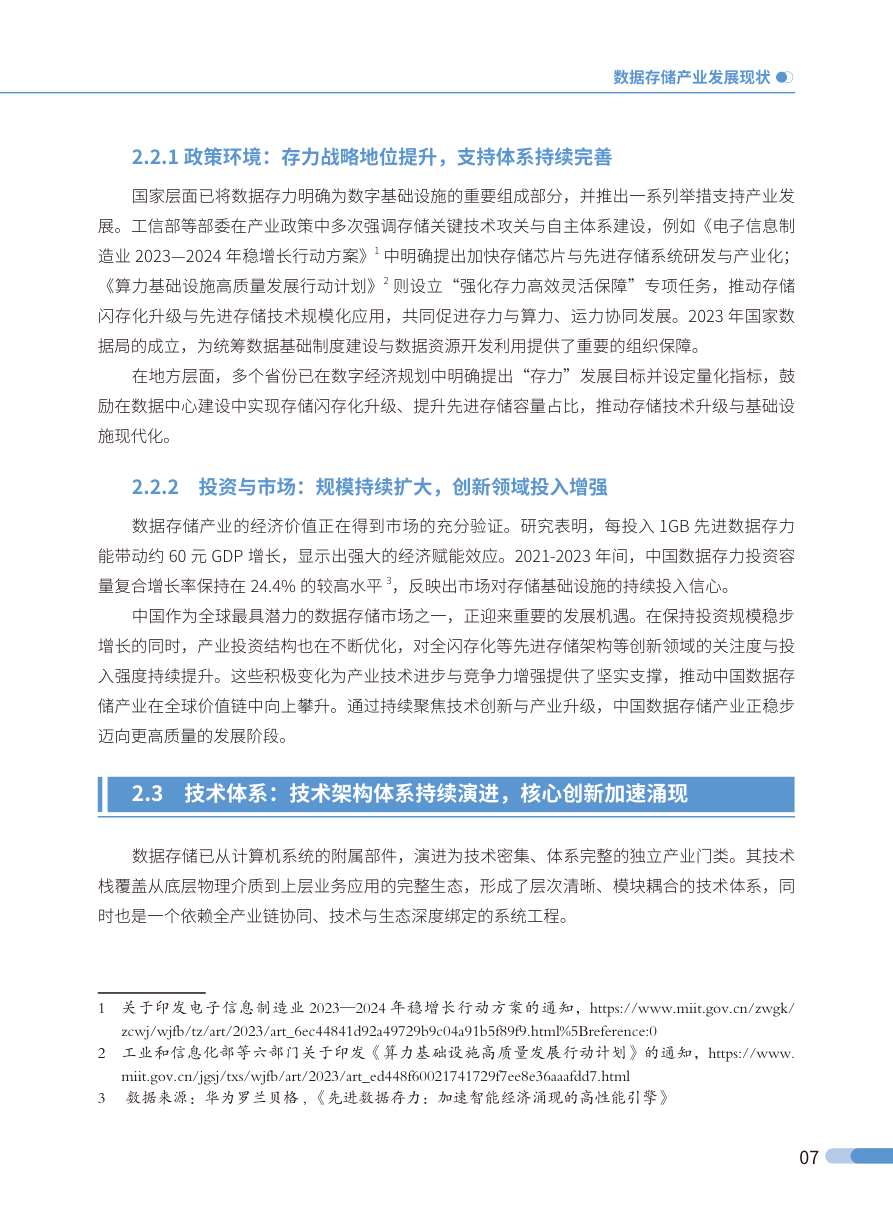 数据存储产业发展现状
2.2.1 政策环境：存力战略地位提升，支持体系持续完善
国家层面已将数据存力明确为数字基础设施的重要组成部分，并推出一系列举措支持产业发
展。工信部等部委在产业政策中多次强调存储关键技术攻关与自主体系建设，例如《电子信息制
造业 2023—2024 年稳增长行动方案》1 中明确提出加快存储芯片与先进存储系统研发与产业化；
《算力基础设施高质量发展行动计划》2 则设立“强化存力高效灵活保障”专项任务，推动存储
闪存化升级与先进存储技术规模化应用，共同促进存力与算力、运力协同发展。2023 年国家数
据局的成立，为统筹数据基础制度建设与数据资源开发利用提供了重要的组织保障。
在地方层面，多个省份已在数字经济规划中明确提出“存力”发展目标并设定量化指标，鼓
励在数据中心建设中实现存储闪存化升级、提升先进存储容量占比，推动存储技术升级与基础设
施现代化。
2.2.2 投资与市场：规模持续扩大，创新领域投入增强
数据存储产业的经济价值正在得到市场的充分验证。研究表明，每投入 1GB 先进数据存力
能带动约 60 元 GDP 增长，显示出强大的经济赋能效应。2021-2023 年间，中国数据存力投资容
量复合增长率保持在 24.4% 的较高水平 3，反映出市场对存储基础设施的持续投入信心。
中国作为全球最具潜力的数据存储市场之一，正迎来重要的发展机遇。在保持投资规模稳步
增长的同时，产业投资结构也在不断优化，对全闪存化等先进存储架构等创新领域的关注度与投
入强度持续提升。这些积极变化为产业技术进步与竞争力增强提供了坚实支撑，推动中国数据存
储产业在全球价值链中向上攀升。通过持续聚焦技术创新与产业升级，中国数据存储产业正稳步
迈向更高质量的发展阶段。
2.3 技术体系：技术架构体系持续演进，核心创新加速涌现
数据存储已从计算机系统的附属部件，演进为技术密集、体系完整的独立产业门类。其技术
栈覆盖从底层物理介质到上层业务应用的完整生态，形成了层次清晰、模块耦合的技术体系，同
时也是一个依赖全产业链协同、技术与生态深度绑定的系统工程。
1 关于印发电子信息制造业 2023—2024 年稳增长行动方案的通知，https://www.miit.gov.cn/zwgk/
zcwj/wjfb/tz/art/2023/art_6ec44841d92a49729b9c04a91b5f89f9.html%5Breference:0
2 工业和信息化部等六部门关于印发《算力基础设施高质量发展行动计划》的通知，https://www.
miit.gov.cn/jgsj/txs/wjfb/art/2023/art_ed448f60021741729f7ee8e36aaafdd7.html
3 数据来源：华为罗兰贝格 ,《先进数据存力：加速智能经济涌现的高性能引擎》
07